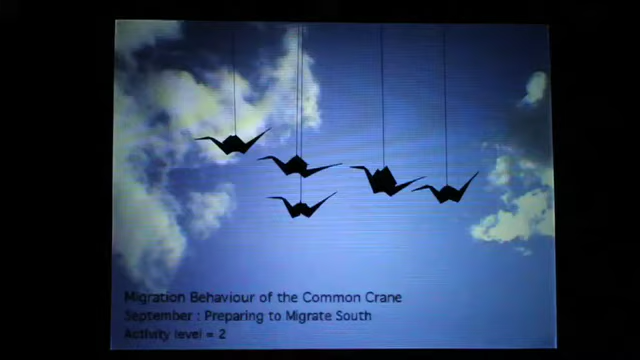 Migration Behaviour of the Common Crane
September : Preparing to Migrate South
Activity level = 2